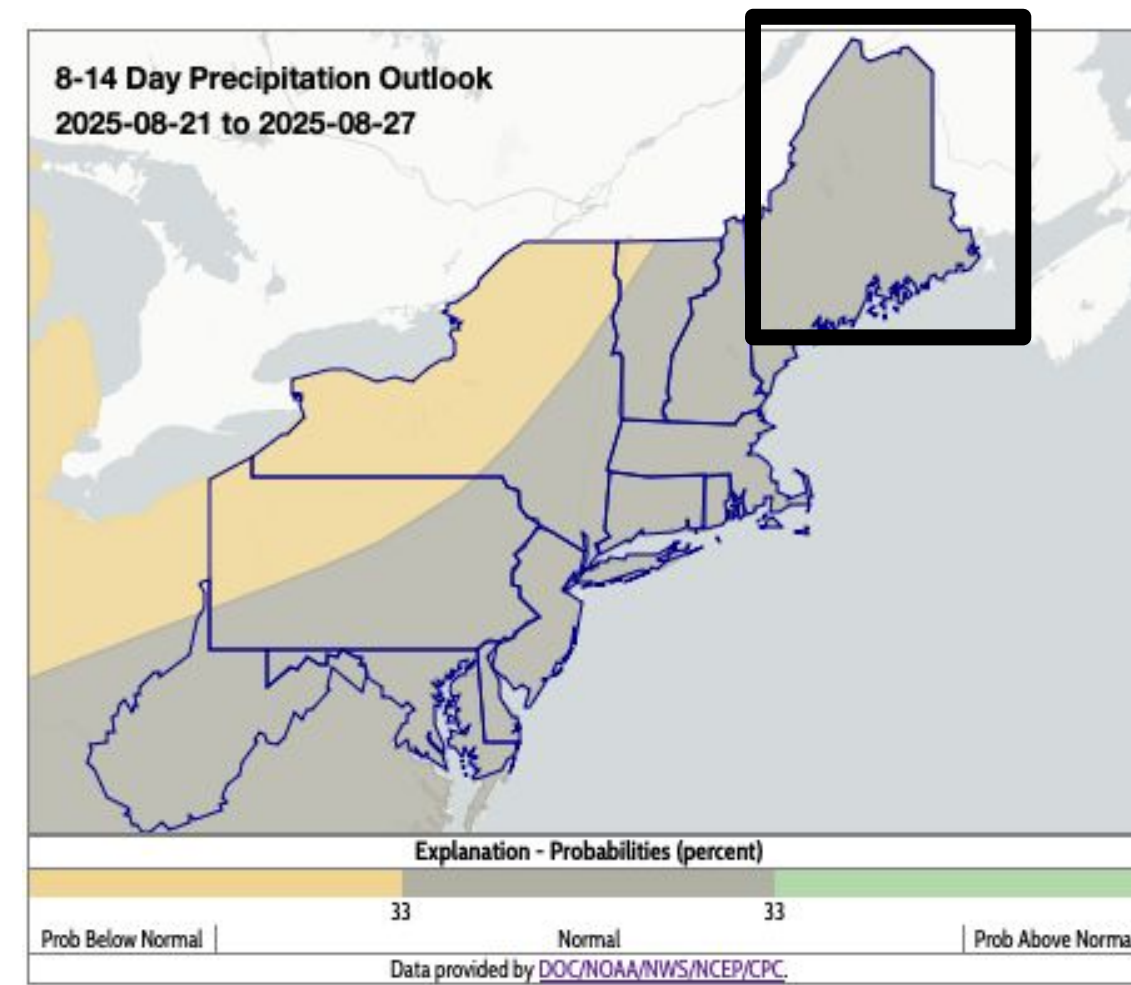 8-14 Day Precipitation Outlook
2025-08-21 to 2025-08-27
Explanation - Probabilities (percent)
33 33
Prob Below Normal Normal Prob Above Norma
Data provided by DOC/NOAA/NWS/NCEP/CPC.